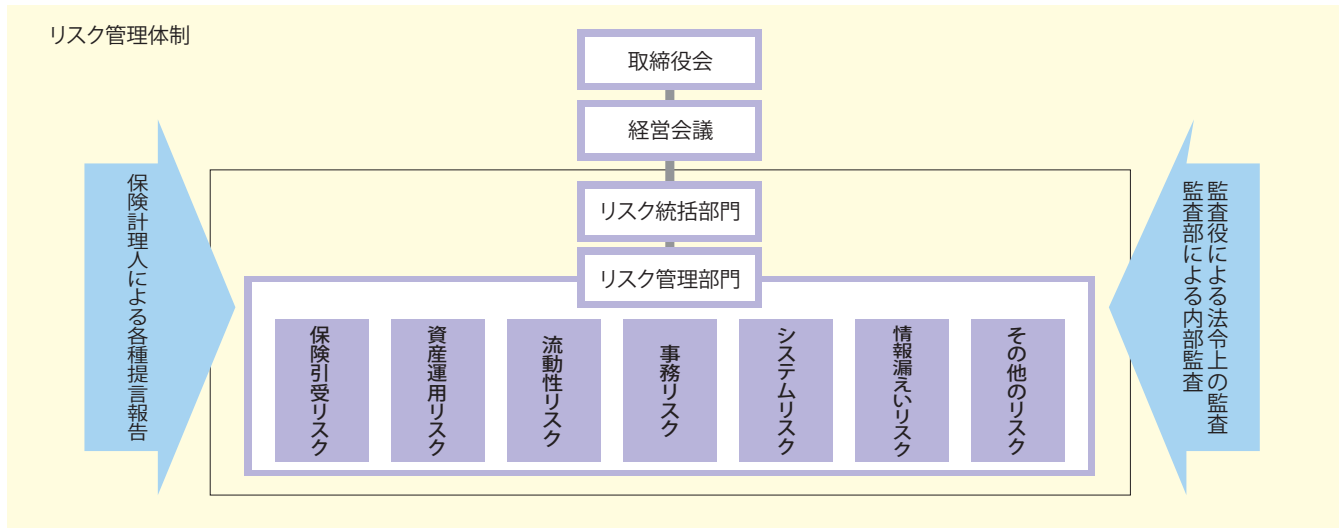 リスク管理体制
取締役会
経営会議
リスク統括部門
リスク管理部門
保険計理人による各種提言報告
保険引受リスク
資産運用リスク
流動性リスク
事務リスク
システムリスク
情報漏えいリスク
その他のリスク
監査役による法令上の監査
監査部による内部監査